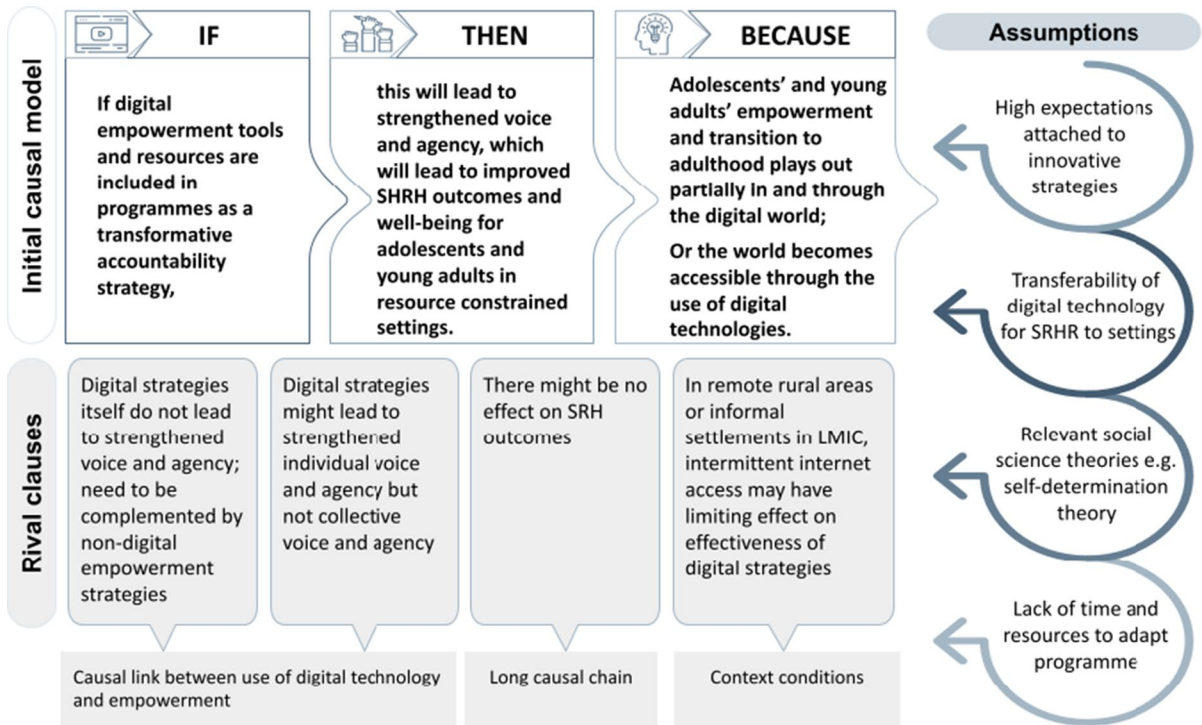 Initial causal model
IF
If digital
empowerment tools
and resources are
included in
programmes as a
transformative
accountability
strategy,
THEN
this will lead to
strengthened voice
and agency, which
will lead to improved
SHRH outcomes and
well-being for
adolescents and
young adults in
resource constrained
settings.
BECAUSE
Adolescents’ and young
adults’ empowerment
and transition to
adulthood plays out
partially in and through
the digital world;
Or the world becomes
accessible through the
use of digital
technologies.
Rival clauses
Digital strategies
itself do not lead
to strengthened
voice and agency;
need to be
complemented by
non-digital
empowerment
strategies
Digital strategies
might lead to
strengthened
individual voice
and agency but
not collective
voice and agency
There might be no
effect on SRH
outcomes
In remote rural areas
or informal
settlements in LMIC,
intermittent internet
access may have
limiting effect on
effectiveness of
digital strategies
Causal link between use of digital technology
and empowerment
Long causal chain
Context conditions
Assumptions
High expectations
attached to
innovative
strategies
Transferability of
digital technology
for SRHR to settings
Relevant social
science theories e.g.
self-determination
theory
Lack of time and
resources to adapt
programme